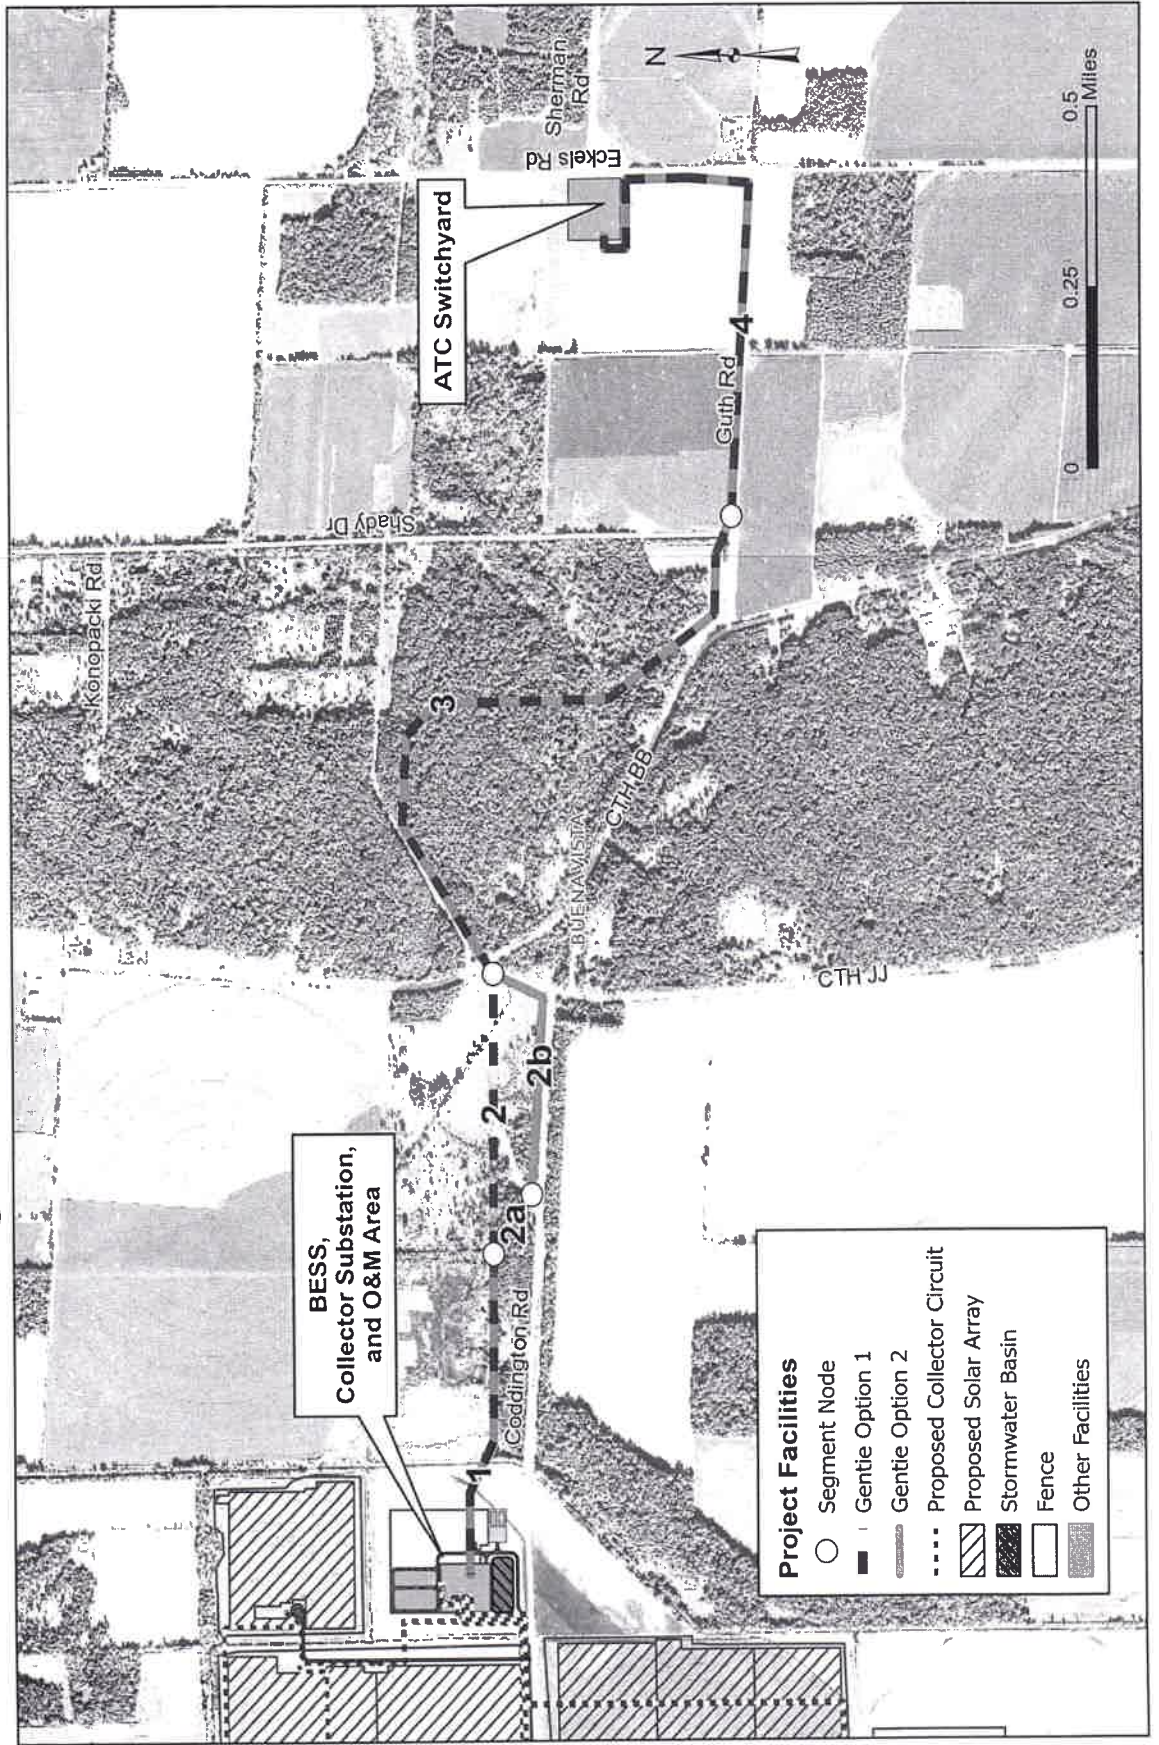 Konopacki Rd
Shady Dr
ATC Switchyard
Sherman
Rd
Eckels Rd
N
BESS,
Collector Substation,
and O&M Area
1
2
2a
2b
3
4
Coddington Rd
BUENA VISTA
CTH BB
CTH JJ
Guth Rd
0
0.25
0.5
Miles
Project Facilities
Segment Node
Gentie Option 1
Gentie Option 2
Proposed Collector Circuit
Proposed Solar Array
Stormwater Basin
Fence
Other Facilities